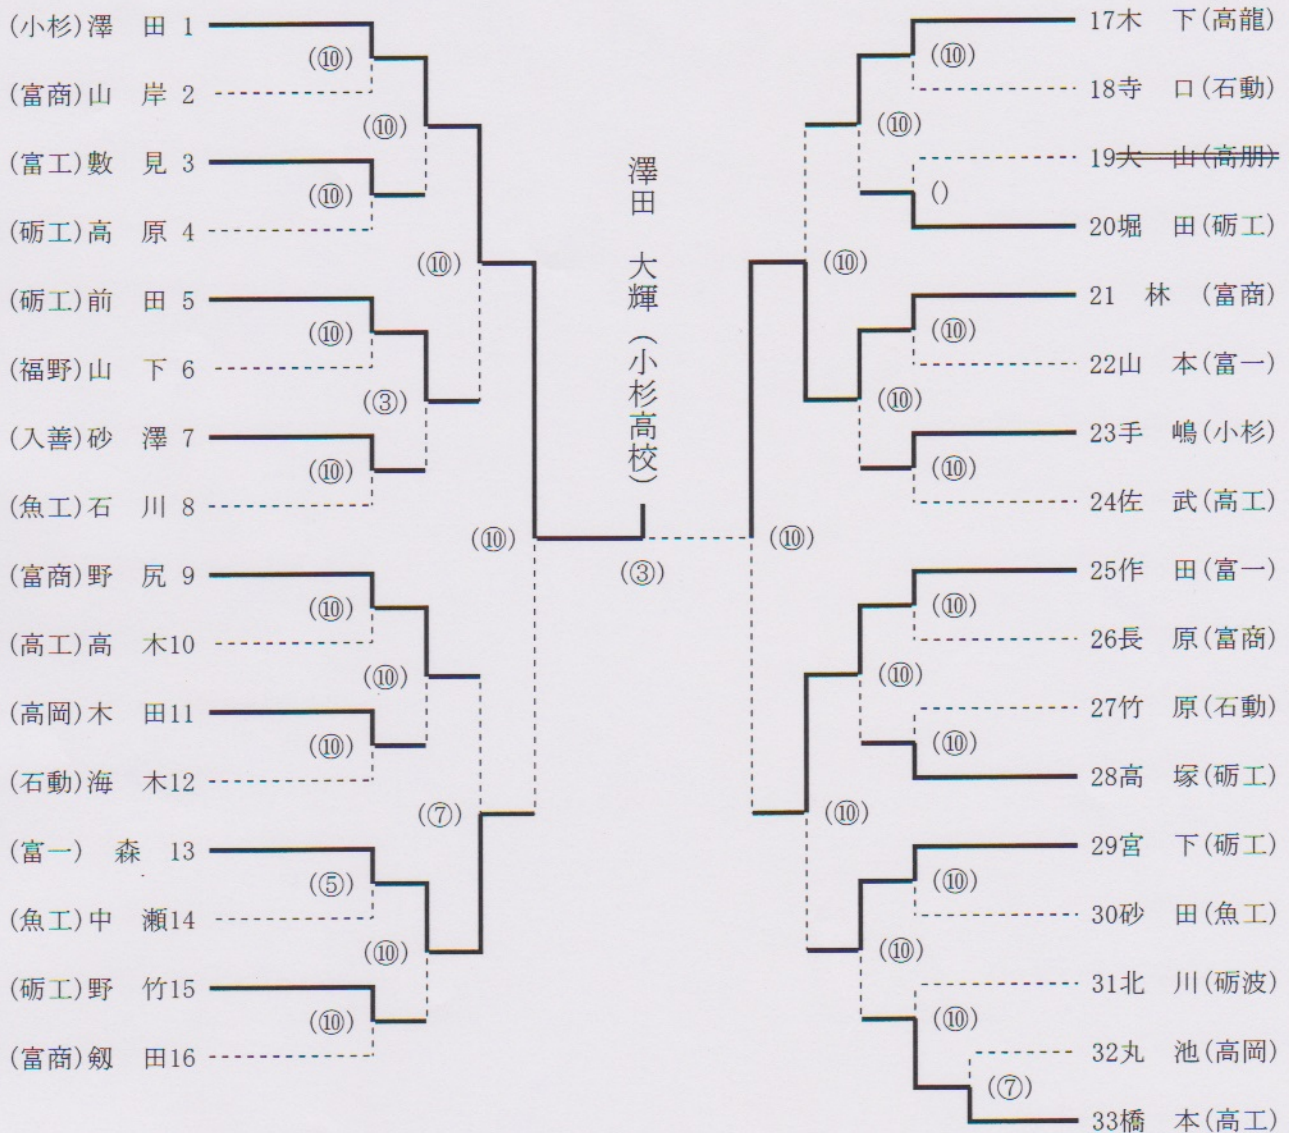 (小杉)澤　田 1
(⑩)
(富商)山　岸 2
(⑩)
(富工)數　見 3
(⑩)
(砺工)高　原 4
(⑩)
(砺工)前　田 5
(⑩)
(福野)山　下 6
(③)
(入善)砂　澤 7
(⑩)
(魚工)石　川 8
(⑩)
(富商)野　尻 9
(⑩)
(高工)高　木10
(⑩)
(高岡)木　田11
(⑩)
(石動)海　木12
(⑦)
(富一)　森　13
(⑤)
(魚工)中　瀬14
(⑩)
(砺工)野　竹15
(⑩)
(富商)剱　田16
澤田　大輝（小杉高校）
(③)
17木　下(高龍)
(⑩)
18寺　口(石動)
(⑩)
19大　山(高朋)
()
20堀　田(砺工)
(⑩)
21　林　(富商)
(⑩)
22山　本(富一)
(⑩)
23手　嶋(小杉)
(⑩)
24佐　武(高工)
(⑩)
25作　田(富一)
(⑩)
26長　原(富商)
(⑩)
27竹　原(石動)
(⑩)
28高　塚(砺工)
(⑩)
29宮　下(砺工)
(⑩)
30砂　田(魚工)
(⑩)
31北　川(砺波)
(⑩)
32丸　池(高岡)
(⑦)
33橋　本(高工)